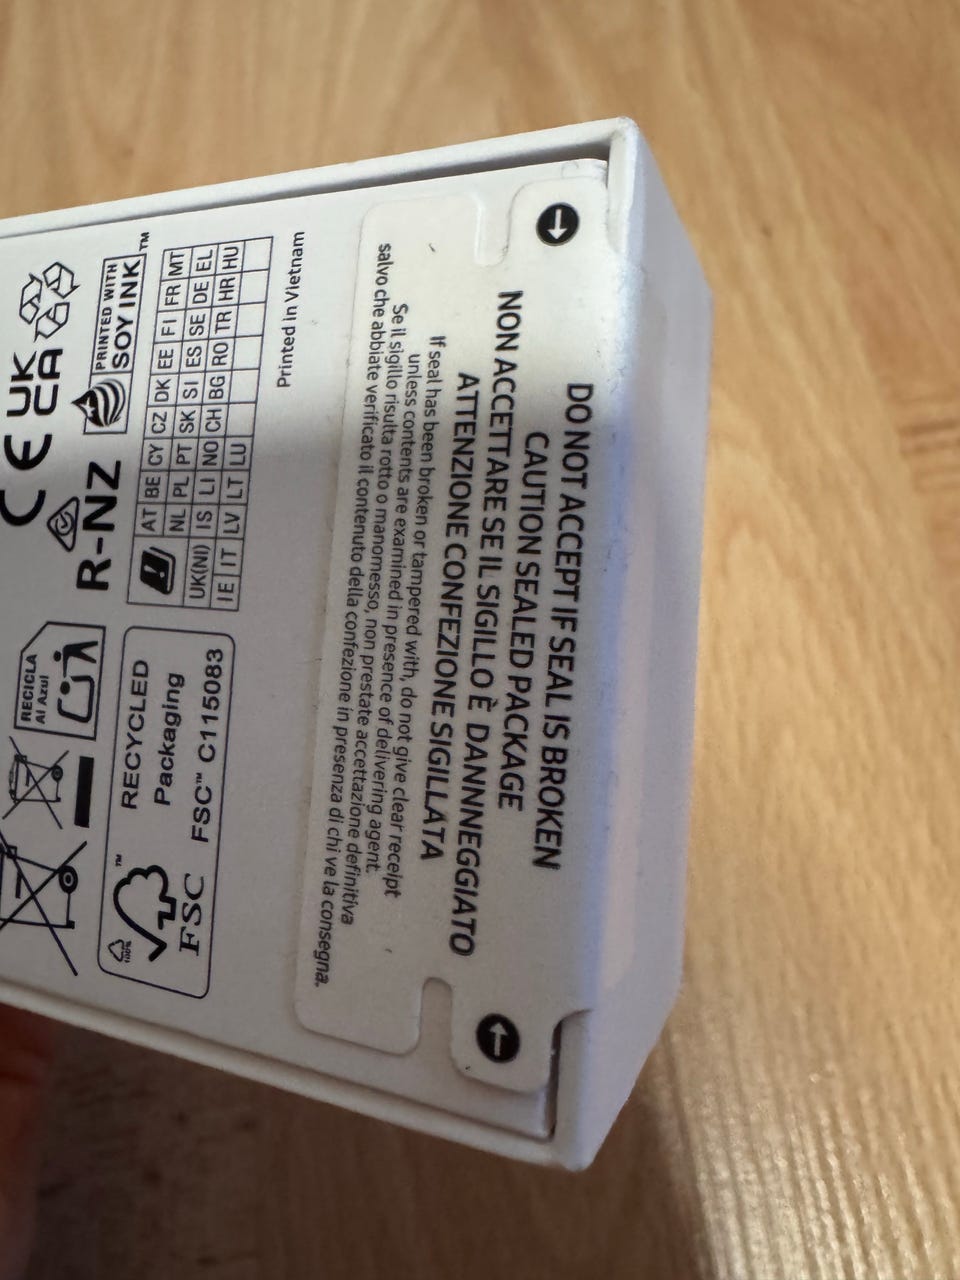 CE UK
CA
R-NZ
PRINTED WITH
SOY INK™
AT BE CY CZ DK EE FI FR MT
NL PL PT SK SI ES SE DE EL
UK(NI) IS LI NO CH BG RO TR HR HU
IE IT LV LT LU
Printed in Vietnam
RECICLA
Al Azul
RECYCLED
Packaging
FSC™ C115083
FSC
™
100%
DO NOT ACCEPT IF SEAL IS BROKEN
CAUTION SEALED PACKAGE
NON ACCETTARE SE IL SIGILLO È DANNEGGIATO
ATTENZIONE CONFEZIONE SIGILLATA
If seal has been broken or tampered with, do not give clear receipt
unless contents are examined in presence of delivering agent.
Se il sigillo risulta rotto o manomesso, non prestate accettazione definitiva
salvo che abbiate verificato il contenuto della confezione in presenza di chi ve la consegna.